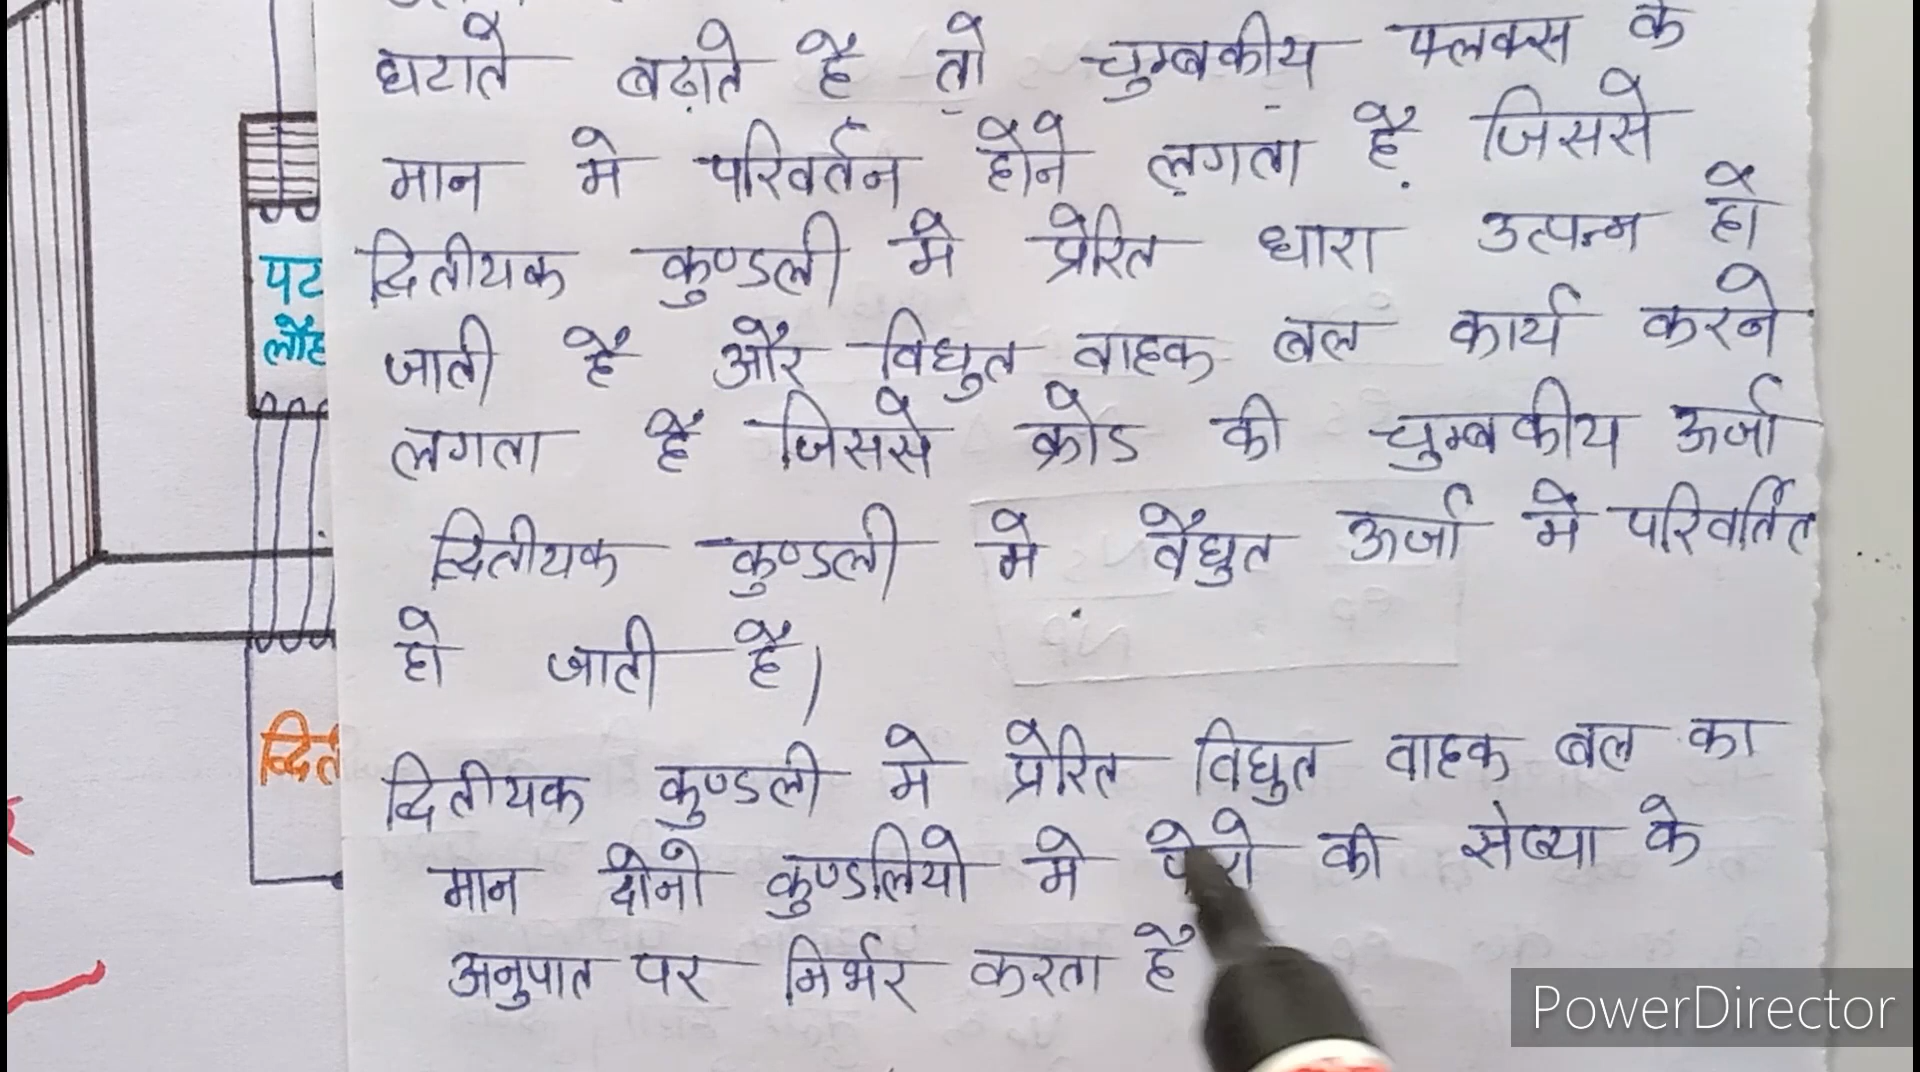 घटाते बढ़ाते है तो चुम्बकीय फ्लक्स के
मान मे परिवर्तन होने लगता है जिससे
द्वितीयक कुण्डली मे प्रेरित धारा उत्पन्न हो
जाती है और विधुत वाहक बल कार्य करने
लगता है जिससे क्रोड की चुम्बकीय ऊर्जा
द्वितीयक कुण्डली मे वैधुत ऊर्जा मे परिवर्तित
हो जाती है।
द्वितीयक कुण्डली मे प्रेरित विधुत वाहक बल का
मान दोनो कुण्डलियो मे की संख्या के
अनुपात पर निर्भर करता है
पट
लौह
द्विती
PowerDirector